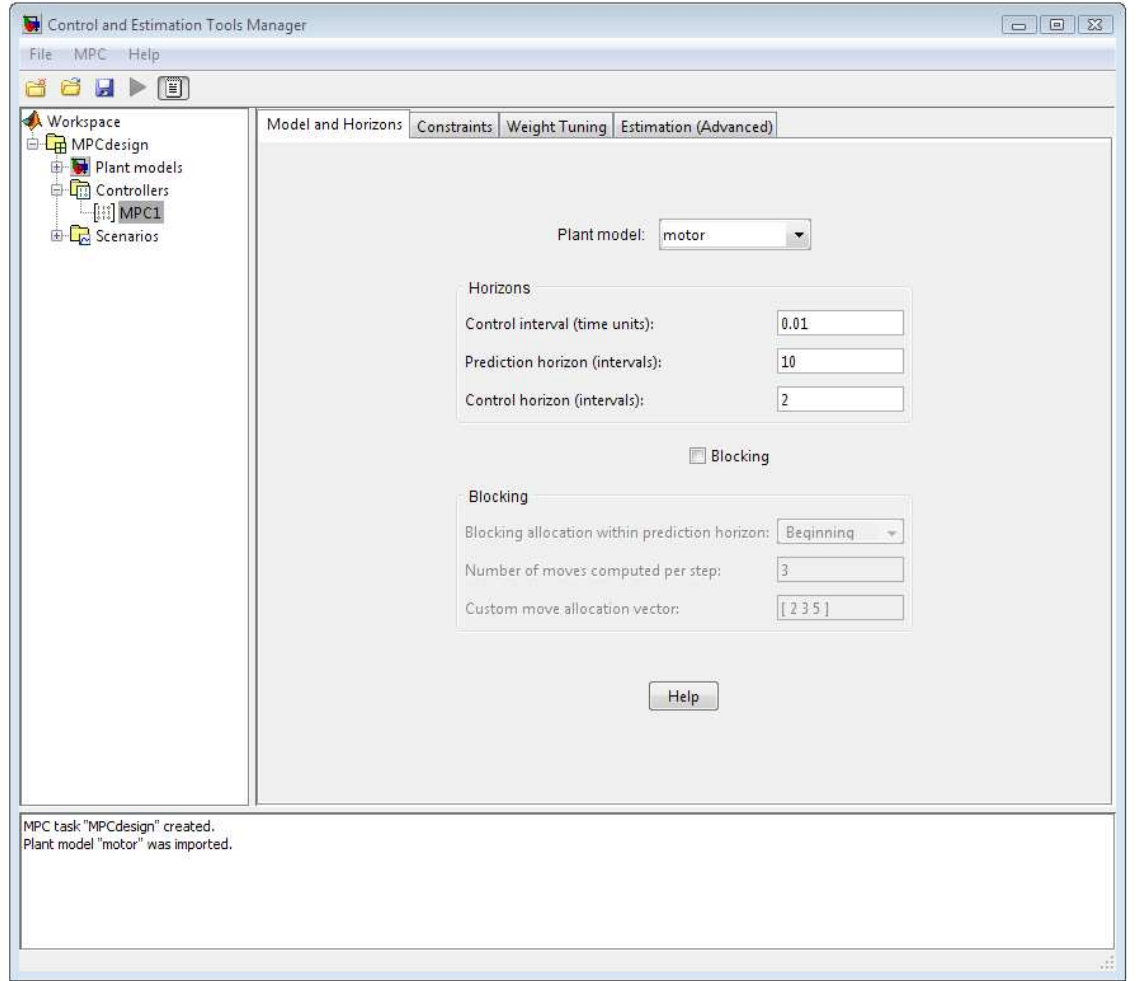 Control and Estimation Tools Manager
File MPC Help
Workspace
MPCdesign
Plant models
Controllers
MPC1
Scenarios
Model and Horizons Constraints Weight Tuning Estimation (Advanced)
Plant model: motor
Horizons
Control interval (time units): 0.01
Prediction horizon (intervals): 10
Control horizon (intervals): 2
Blocking
Blocking
Blocking allocation within prediction horizon: Beginning
Number of moves computed per step: 3
Custom move allocation vector: [ 2 3 5 ]
Help
MPC task "MPCdesign" created.
Plant model "motor" was imported.